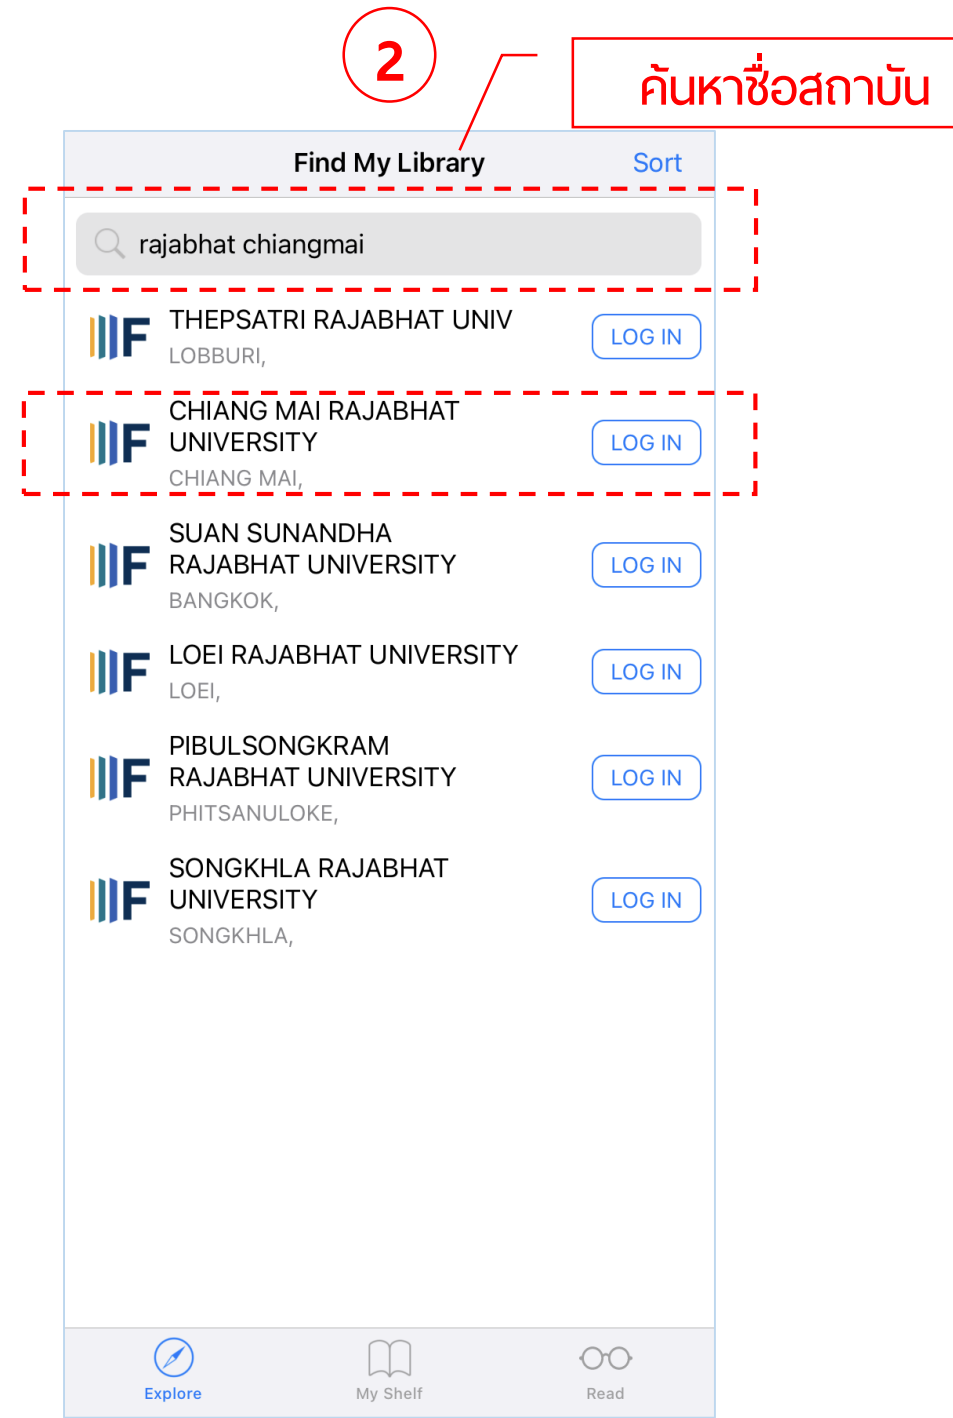 2
ค้นหาชื่อสถาบัน
Find My Library
Sort
rajabhat chiangmai
THEPSATRI RAJABHAT UNIV
LOBBURI,
LOG IN
CHIANG MAI RAJABHAT
UNIVERSITY
CHIANG MAI,
LOG IN
SUAN SUNANDHA
RAJABHAT UNIVERSITY
BANGKOK,
LOG IN
LOEI RAJABHAT UNIVERSITY
LOEI,
LOG IN
PIBULSONGKRAM
RAJABHAT UNIVERSITY
PHITSANULOKE,
LOG IN
SONGKHLA RAJABHAT
UNIVERSITY
SONGKHLA,
LOG IN
Explore
My Shelf
Read